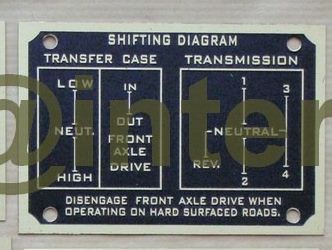 SHIFTING DIAGRAM
TRANSFER CASE
TRANSMISSION
LOW
NEUT.
HIGH
IN
OUT
FRONT
AXLE
DRIVE
1 3
NEUTRAL
REV.
2 4
DISENGAGE FRONT AXLE DRIVE WHEN
OPERATING ON HARD SURFACED ROADS.
@inter